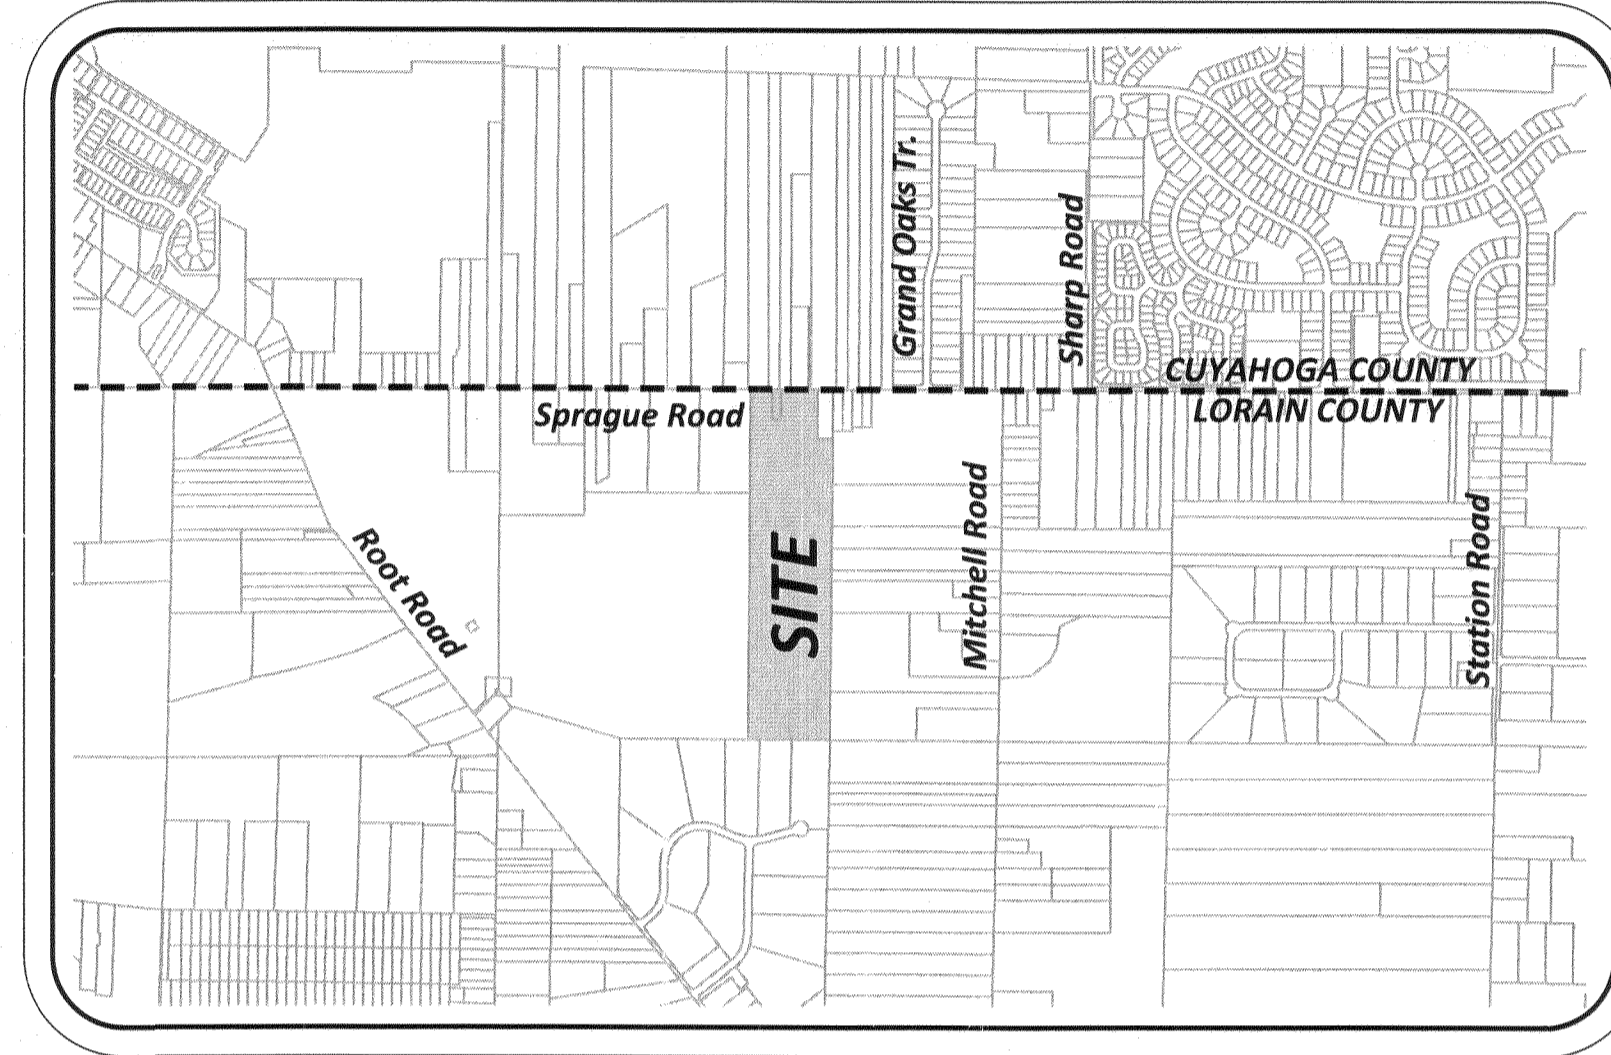 Grand Oaks Tr.
Sharp Road
CUYAHOGA COUNTY
Sprague Road
LORAIN COUNTY
Root Road
SITE
Mitchell Road
Station Road